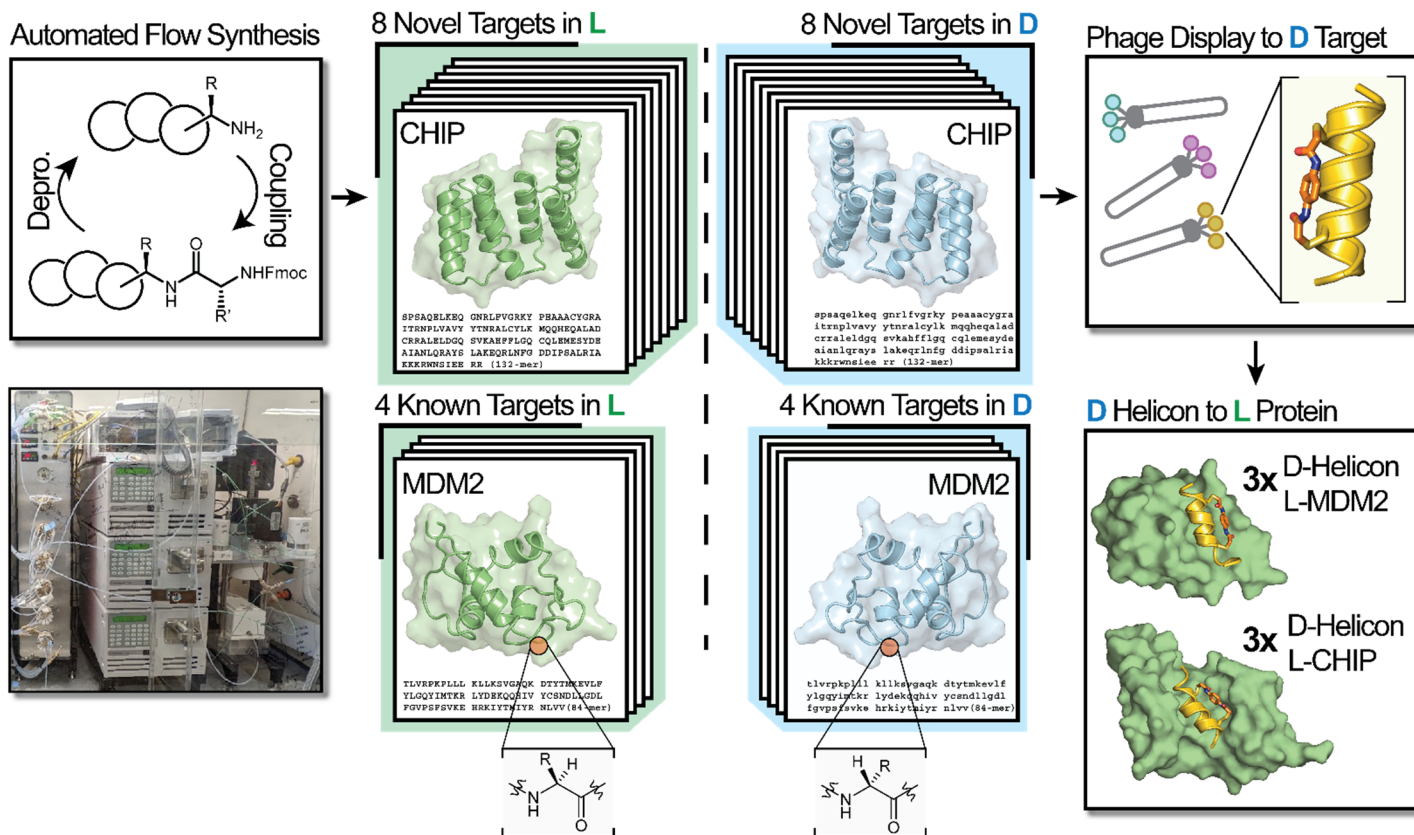 Automated Flow Synthesis
R
NH2
Depro.
Coupling
R
O
NHFmoc
N
H
R'
8 Novel Targets in L
CHIP
SPSAQELKEQ GNRLFVGRKY PEAAACYGRA
ITRNPLVAVY YTNRALCYLK MQQHEQALAD
CRRALELDGQ SVKAHFFLGQ CQLEMESYDE
AIANLQRAYS LAKEQRLNFG DDIPSALRIA
KKKRWNSIEE RR (132-mer)
8 Novel Targets in D
CHIP
spsaqelkeq gnrlfvgrky peaaacygra
itrnplvavy ytnralcylk mqqheqalad
crraleldgq svkahfflgq cqlemesyde
aianlqrays lakeqrlnfg ddipsalria
kkkrwnsiee rr (132-mer)
Phage Display to D Target
4 Known Targets in L
MDM2
TLVRPKPLLL KLLKSVGAQK DTYTMKEVLF
YLGQYIMTKR LYDEKQQHIV YCSNDLLGDL
FGVPSFSVKE HRKIYTMIYR NLVV(84-mer)
R
H
N
H
O
4 Known Targets in D
MDM2
tlvrpkplll kllksvgaqk dtytmkevlf
ylgqyimtkr lydekqqhiv ycsndllgdl
fgvpsfsvke hrkiytmiyr nlvv(84-mer)
H
R
N
H
O
D Helicon to L Protein
3x D-Helicon
L-MDM2
3x D-Helicon
L-CHIP